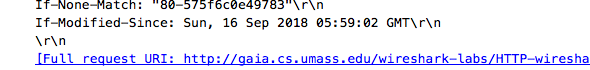 If-None-Match: "80-575f6c0e49783"\r\n
If-Modified-Since: Sun, 16 Sep 2018 05:59:02 GMT\r\n
\r\n
[Full request URI: http://gaia.cs.umass.edu/wireshark-labs/HTTP-wiresha